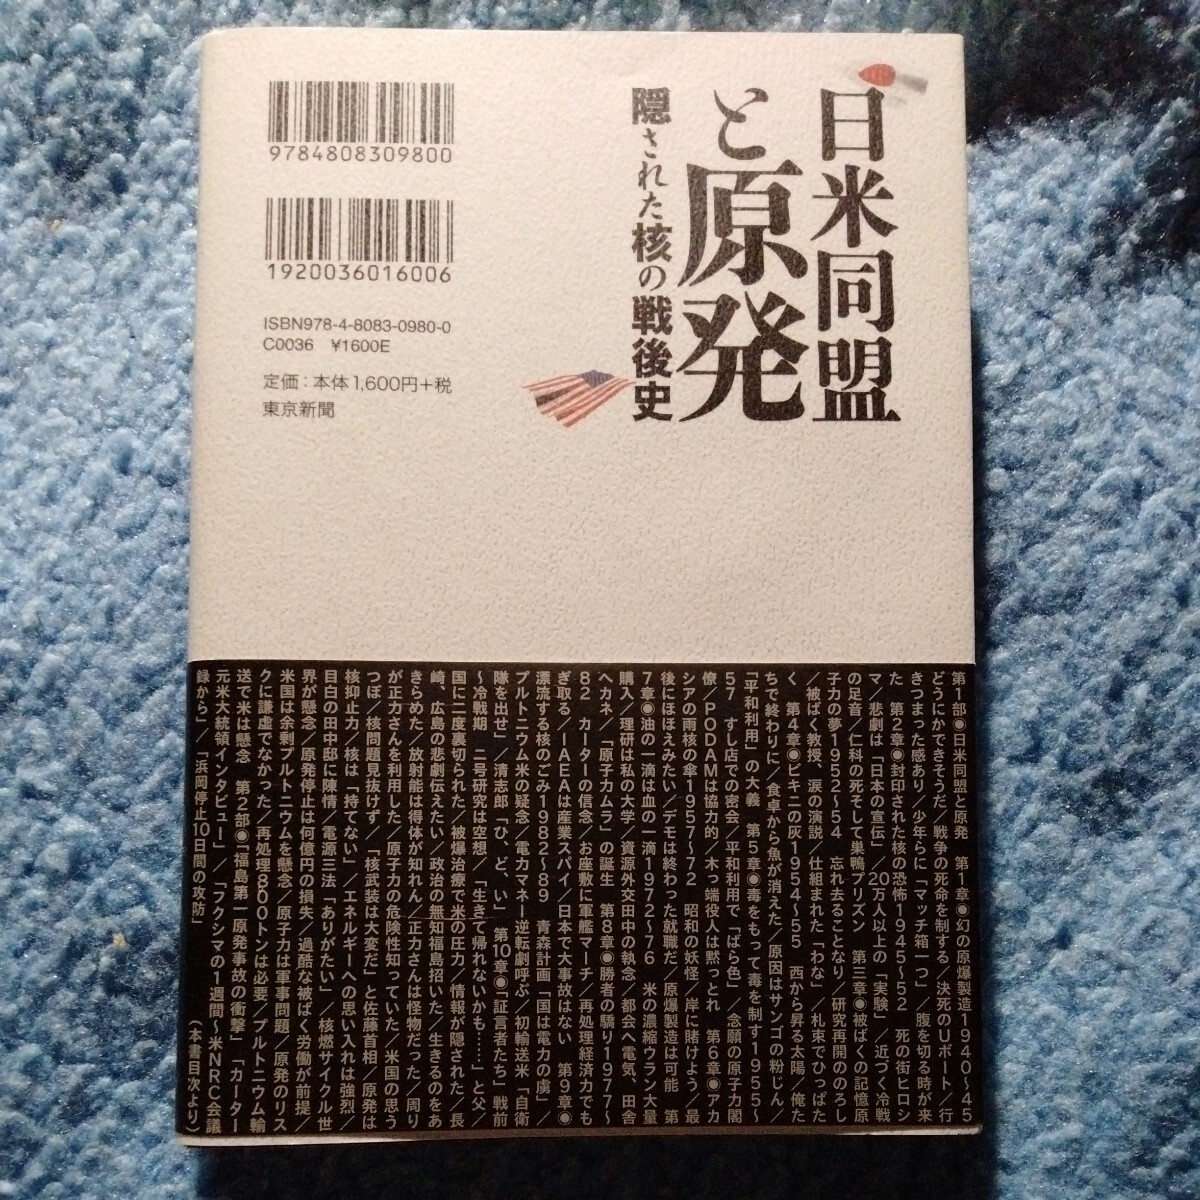 日米同盟
と原発
隠された核の戦後史
9784808309800
1920036016006
ISBN978-4-8083-0980-0
C0036 ¥1600E
定価：本体1,600円+税
東京新聞
第1部●日米同盟と原発　第1章●幻の原爆製造1940〜45
どうにかできそうだ／戦争の死命を制する／決死のUボート／行
きつまった感あり／少年らに「マッチ箱一つ」／腹を切る時が来
た　第2章●封印された核の恐怖1945〜52　死の街ヒロシ
マ／悲劇は「日本の宣伝」／20万人以上の「実験」／近づく冷戦
の足音／仁科の死そして巣鴨プリズン　第三章●被ばくの記憶原
子力の夢1952〜54　忘れ去ることなかれ／研究再開ののろし
／被ばく教授、涙の演説／仕組まれた「わな」／札束でひっぱた
く　第4章●ビキニの灰1954〜55　西から昇る太陽／俺た
ちで終わりに／食卓から魚が消えた／原因はサンゴの粉じん／
「平和利用」の大義　第5章●毒をもって毒を制す1955〜
57　すし店での密会／平和利用で「ばら色」／念願の原子力閣
僚／PODAMは協力的／木っ端役人は黙っとれ　第6章●アカ
シアの雨核の傘1957〜72　昭和の妖怪／岸に賭けよう／最
後にほほえみたい／デモは終わった就職だ／原爆製造は可能　第
7章●油の一滴は血の一滴1972〜76　米の濃縮ウラン大量
購入／理研は私の大学／資源外交田中の執念／都会へ電気、田舎
へカネ／「原子力ムラ」の誕生　第8章●勝者の驕り1977〜
82　カーターの信念／お座敷に軍艦マーチ／再処理経済力でも
ぎ取る／IAEAは産業スパイ／日本で大事故はない　第9章●
漂流する核のごみ1982〜89　青森計画「国は電力の虜」／
プルトニウム米の疑念／電力マネー逆転劇呼ぶ／初輸送米「自衛
隊を出せ」／清志郎「ひ、ど、い」　第10章●「証言者たち」戦前
〜冷戦期　二号研究は空想／「生きて帰れないかも……」と父／
国に二度裏切られた／被爆治療で米の圧力／情報が隠された／長
崎、広島の悲劇伝えたい／政治の無知福島招いた／生きるのをあ
きらめた／放射能は得体が知れん／正力さんは怪物だった／周り
が正力さんを利用した／原子力の危険性知っていた／米国の思う
つぼ／核問題見抜けず／「核武装は大変だ」と佐藤首相／原発は
核抑止力／核は「持てない」／エネルギーへの思い入れは強烈／
目白の田中邸に陳情／電源三法「ありがたい」／核燃サイクル世
界が懸念／原発停止は何億円の損失／過酷な被ばく労働が前提／
米国は余剰プルトニウムを懸念／原子力は軍事問題／原発のリス
クに謙虚でなかった／再処理800トンは必要／プルトニウム輸
送で米は懸念　第2部●「福島第一原発事故の衝撃」「カーター
元米大統領インタビュー」／「フクシマの1週間〜米NRC会議
録から」／「浜岡停止10日間の攻防」
（本書目次より）